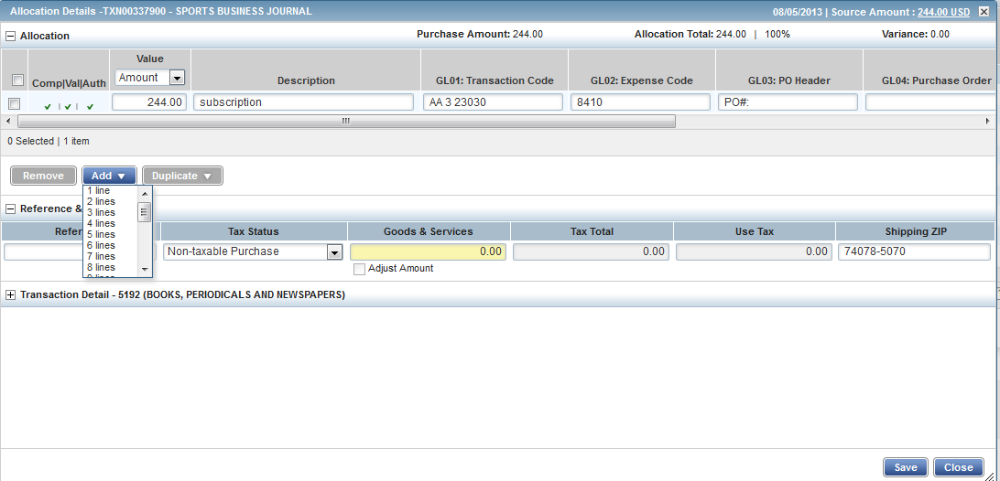 Allocation Details -TXN00337900 - SPORTS BUSINESS JOURNAL 08/05/2013 | Source Amount : 244.00 USD
Allocation Purchase Amount: 244.00 Allocation Total: 244.00 | 100% Variance: 0.00
Value
Amount
Comp|Val|Auth Description GL01: Transaction Code GL02: Expense Code GL03: PO Header GL04: Purchase Order
244.00 subscription AA 3 23030 8410 PO#:
0 Selected | 1 item
Remove Add Duplicate
1 line
2 lines
3 lines
4 lines
5 lines
6 lines
7 lines
8 lines
Reference &
Refer Tax Status Goods & Services Tax Total Use Tax Shipping ZIP
Non-taxable Purchase 0.00 0.00 0.00 74078-5070
Adjust Amount
Transaction Detail - 5192 (BOOKS, PERIODICALS AND NEWSPAPERS)
Save Close